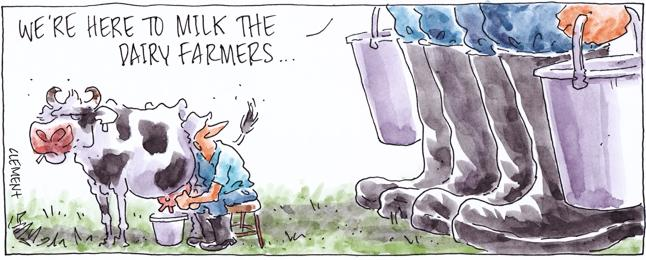 WE'RE HERE TO MILK THE
DAIRY FARMERS...
CLEMENT